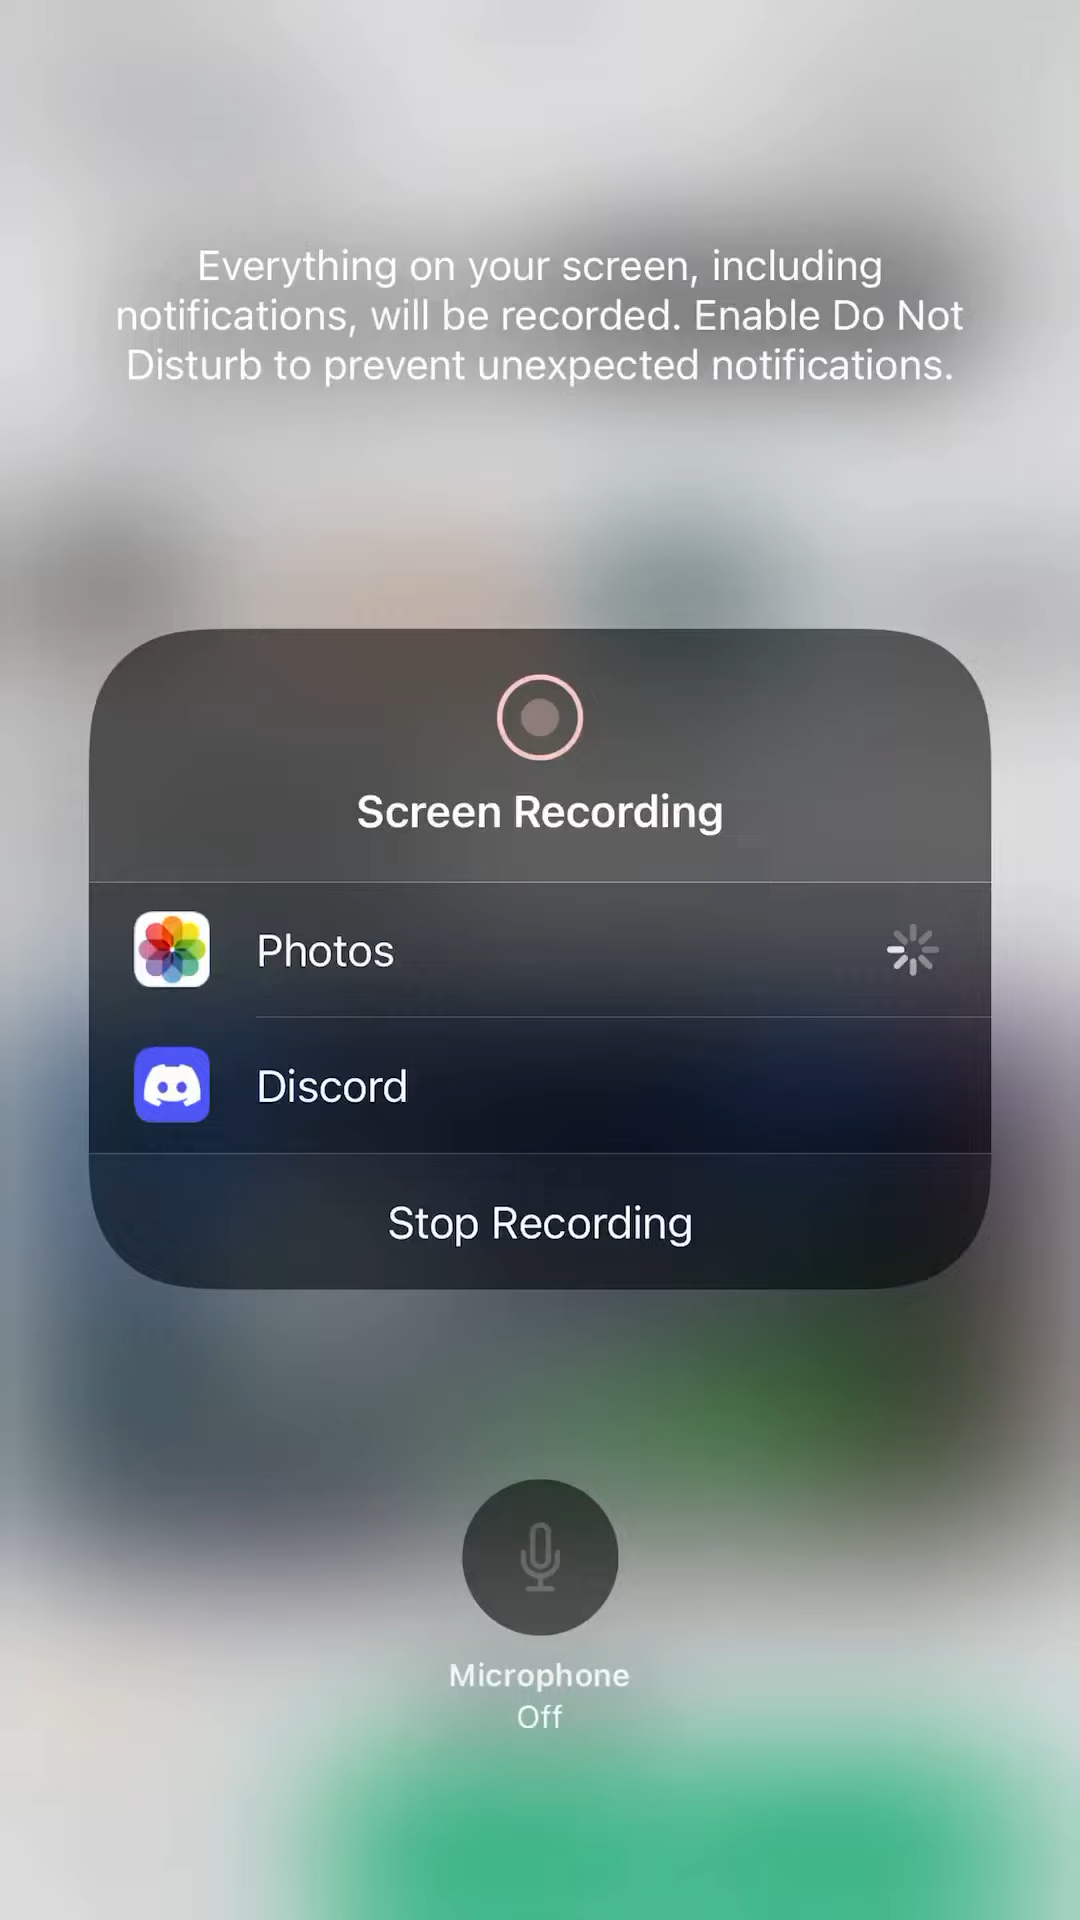 Everything on your screen, including
notifications, will be recorded. Enable Do Not
Disturb to prevent unexpected notifications.
Screen Recording
Photos
Discord
Stop Recording
Microphone
Off